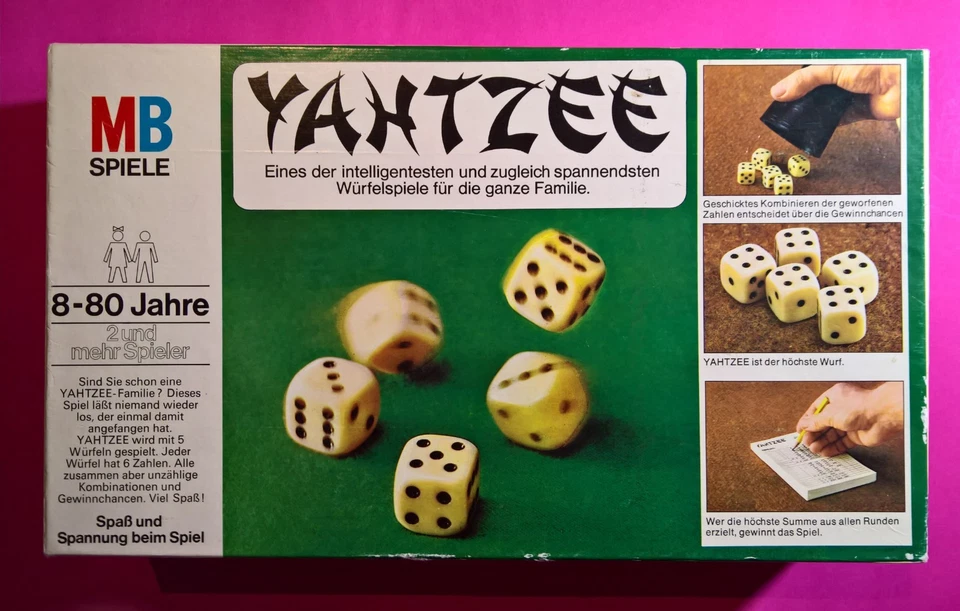 MB
SPIELE
8-80 Jahre
2 und
mehr Spieler
Sind Sie schon eine
YAHTZEE-Familie? Dieses
Spiel läßt niemand wieder
los, der einmal damit
angefangen hat.
YAHTZEE wird mit 5
Würfeln gespielt. Jeder
Würfel hat 6 Zahlen. Alle
zusammen aber unzählige
Kombinationen und
Gewinnchancen. Viel Spaß!
Spaß und
Spannung beim Spiel
YAHTZEE
Eines der intelligentesten und zugleich spannendsten
Würfelspiele für die ganze Familie.
Geschicktes Kombinieren der geworfenen
Zahlen entscheidet über die Gewinnchancen
YAHTZEE ist der höchste Wurf.
Wer die höchste Summe aus allen Runden
erzielt, gewinnt das Spiel.